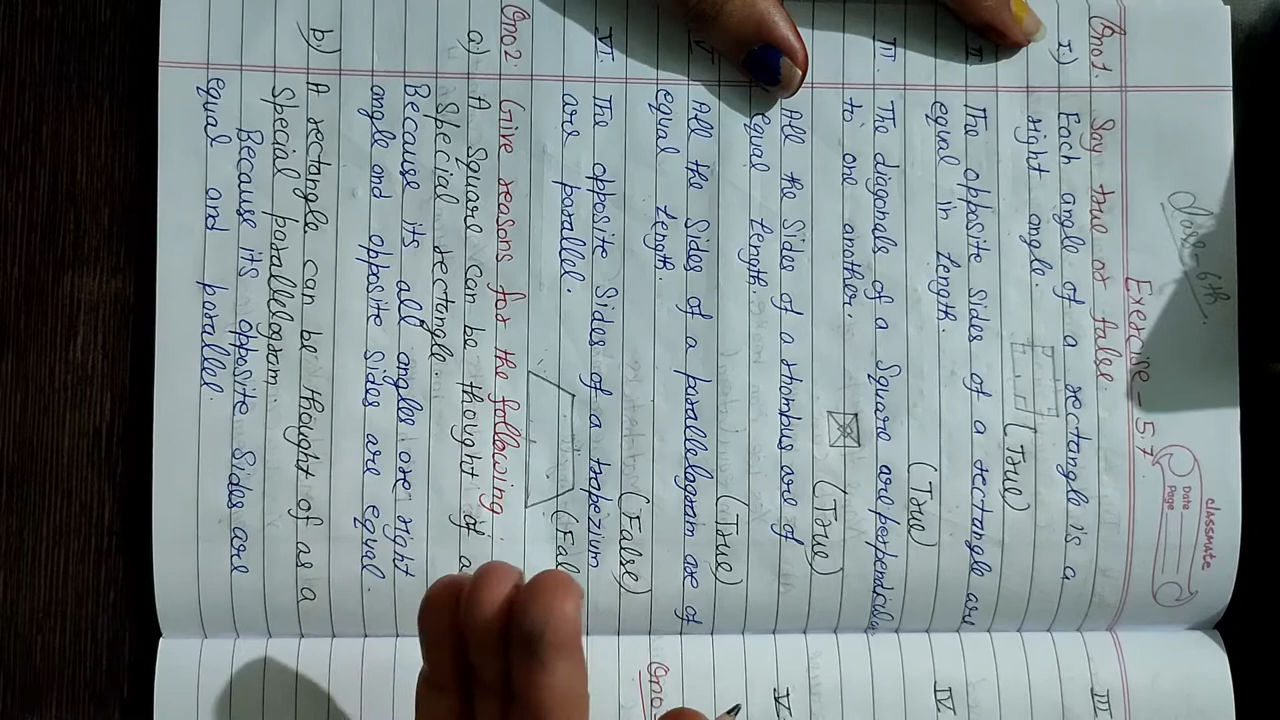 classmate
Date
Page
Class-6th.
Exercise - 5.7
Qno1. Say true or false
I) Each angle of a rectangle is a
right angle. (True)
II The opposite sides of a rectangle are
equal in length. (True)
III. The diagonals of a square are perpendicular
to one another. (True)
All the sides of a rhombus are of
equal length. (True)
V. All the sides of a parallelogram are of
equal length. (False)
VI. The opposite sides of a trapezium
are parallel. (Fal
Qno2. Give reasons for the following
a) A square can be thought of a
special rectangle.
Because its all angles are right
angle and opposite sides are equal.
b) A rectangle can be thought of as a
special parallelogram.
Because its opposite sides are
equal and parallel.
III
IV
V
Qno